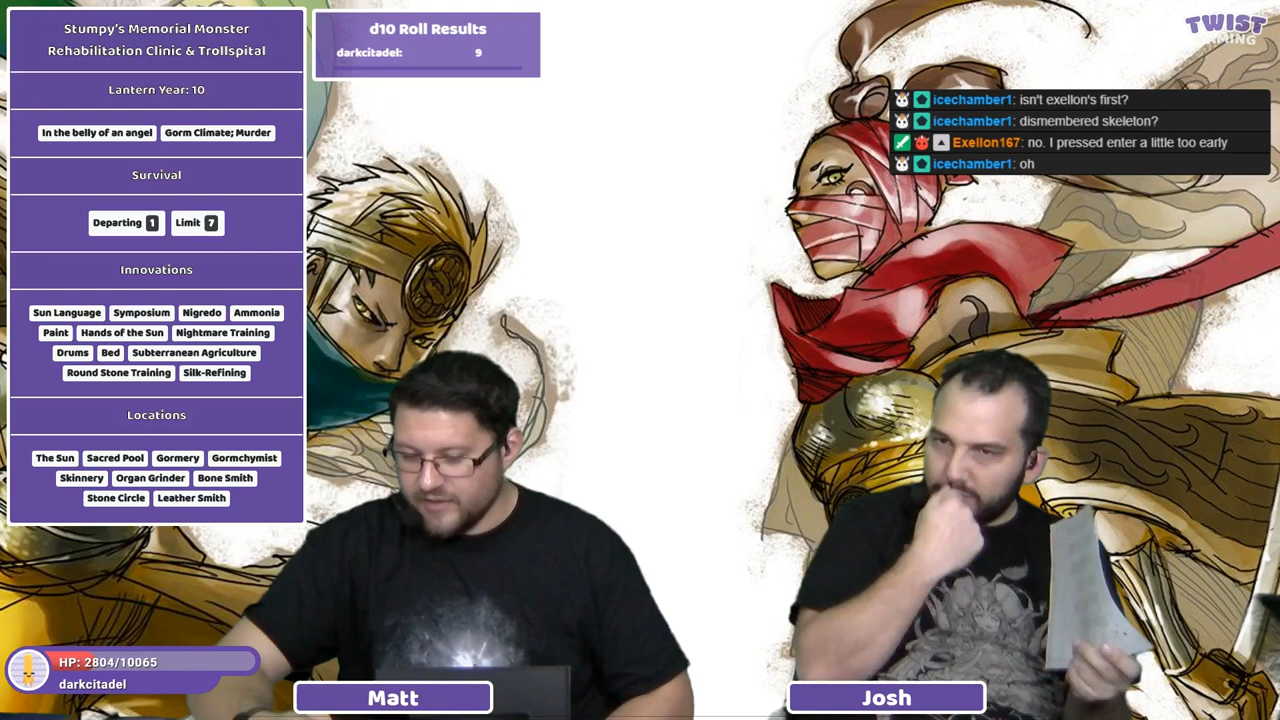 Stumpy's Memorial Monster
Rehabilitation Clinic & Trollspital
Lantern Year: 10
In the belly of an angel Gorm Climate; Murder
Survival
Departing 1 Limit 7
Innovations
Sun Language Symposium Nigredo Ammonia
Paint Hands of the Sun Nightmare Training
Drums Bed Subterranean Agriculture
Round Stone Training Silk-Refining
Locations
The Sun Sacred Pool Gormery Gormchymist
Skinnery Organ Grinder Bone Smith
Stone Circle Leather Smith
d10 Roll Results
darkcitadel: 9
TWIST
GAMING
icechamber1: isn't exellon's first?
icechamber1: dismembered skeleton?
Exellon167: no. I pressed enter a little too early
icechamber1: oh
HP: 2804/10065
darkcitadel
Matt
Josh